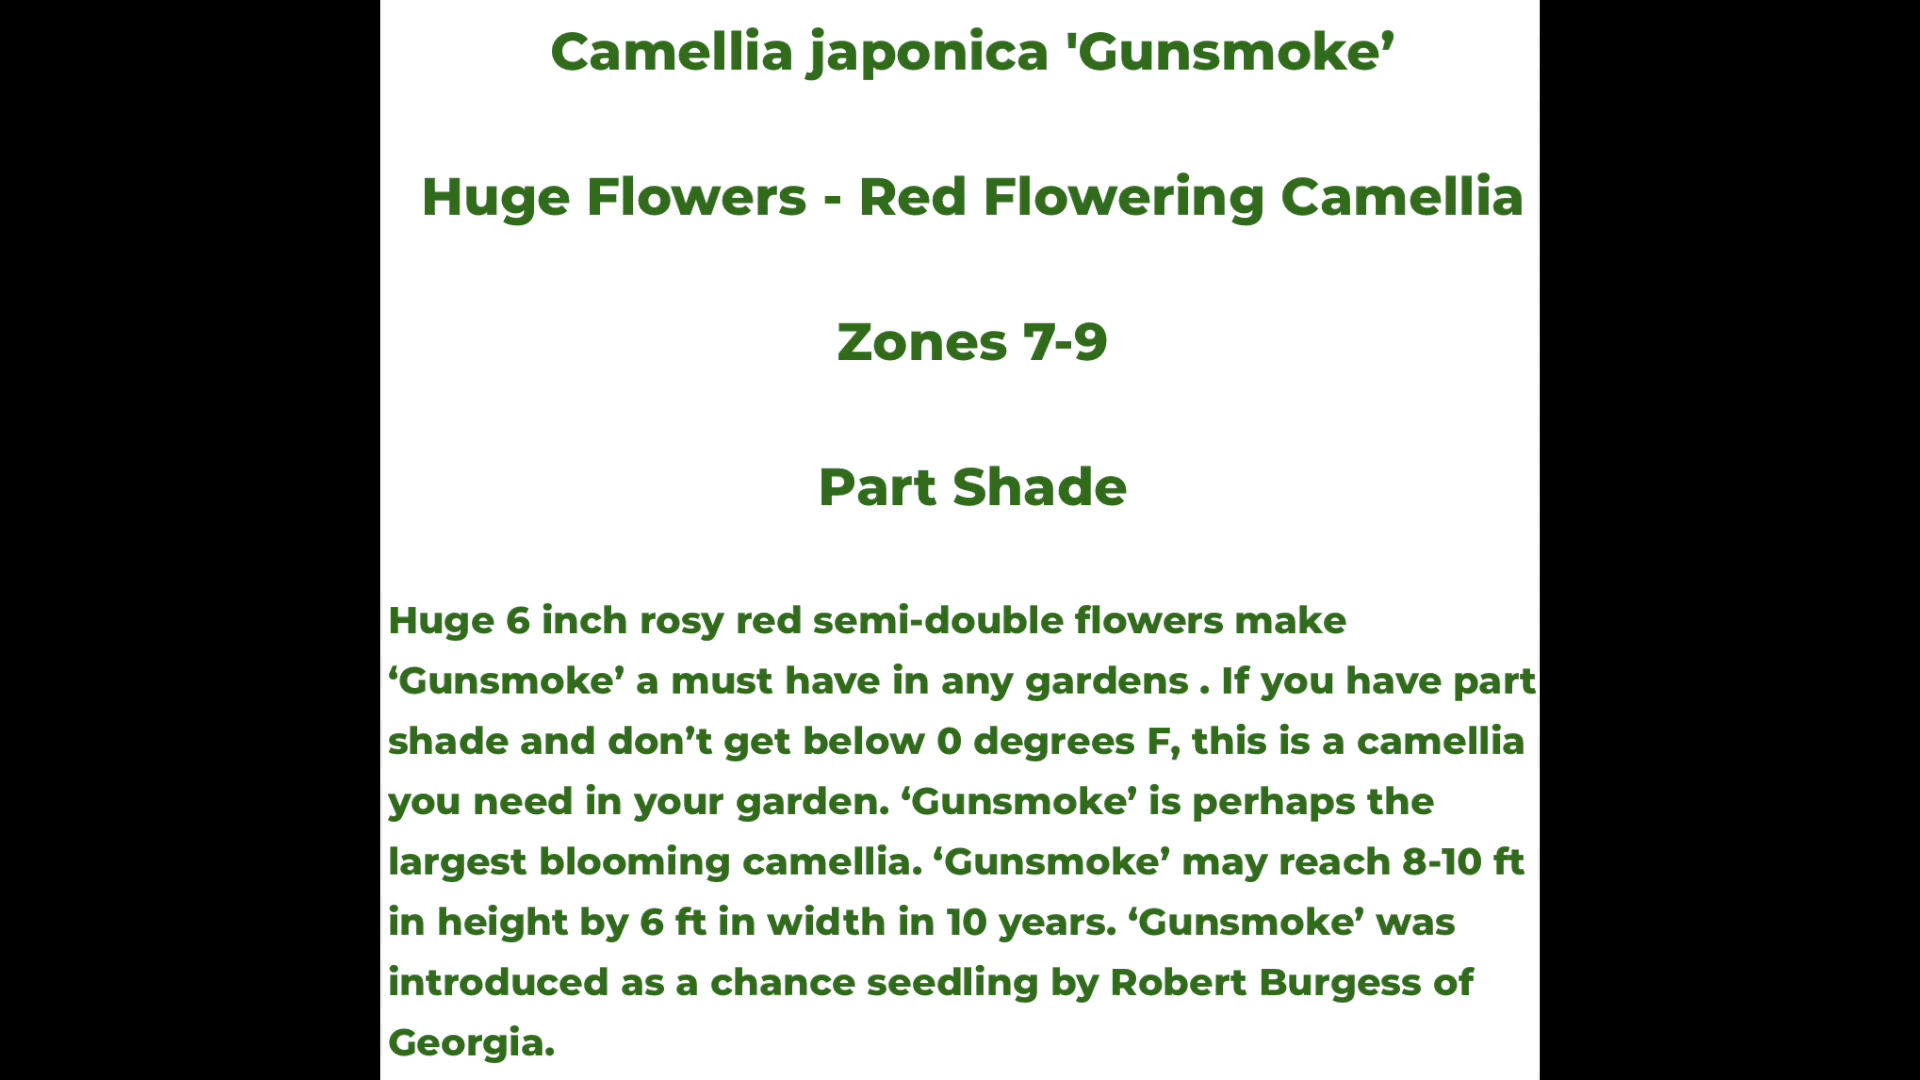 Camellia japonica 'Gunsmoke’
Huge Flowers - Red Flowering Camellia
Zones 7-9
Part Shade
Huge 6 inch rosy red semi-double flowers make
‘Gunsmoke’ a must have in any gardens . If you have part
shade and don’t get below 0 degrees F, this is a camellia
you need in your garden. ‘Gunsmoke’ is perhaps the
largest blooming camellia. ‘Gunsmoke’ may reach 8-10 ft
in height by 6 ft in width in 10 years. ‘Gunsmoke’ was
introduced as a chance seedling by Robert Burgess of
Georgia.